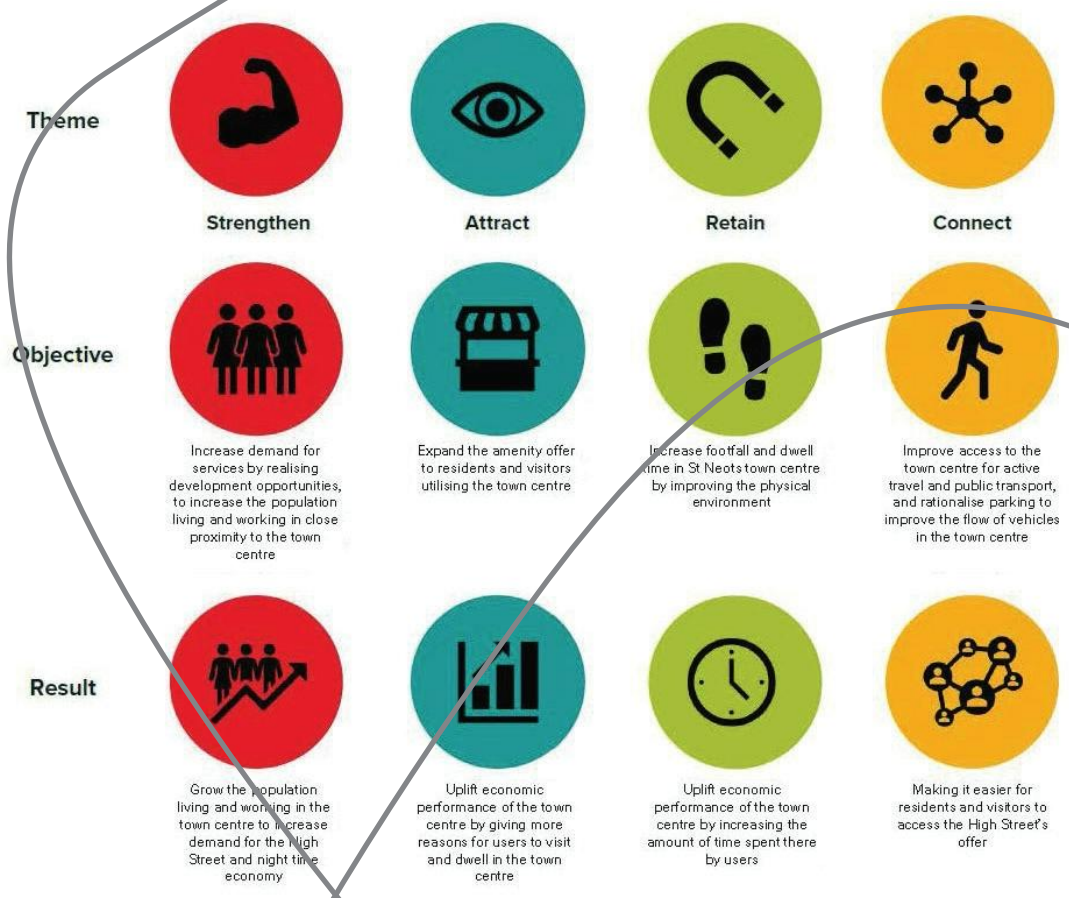 Theme
Strengthen
Attract
Retain
Connect
Objective
Increase demand for
services by realising
development opportunities,
to increase the population
living and working in close
proximity to the town
centre
Expand the amenity offer
to residents and visitors
utilising the town centre
Increase footfall and dwell
time in St Neots town centre
by improving the physical
environment
Improve access to the
town centre for active
travel and public transport,
and rationalise parking to
improve the flow of vehicles
in the town centre
Result
Grow the population
living and working in the
town centre to increase
demand for the High
Street and night time
economy
Uplift economic
performance of the town
centre by giving more
reasons for users to visit
and dwell in the town
centre
Uplift economic
performance of the town
centre by increasing the
amount of time spent there
by users
Making it easier for
residents and visitors to
access the High Street's
offer